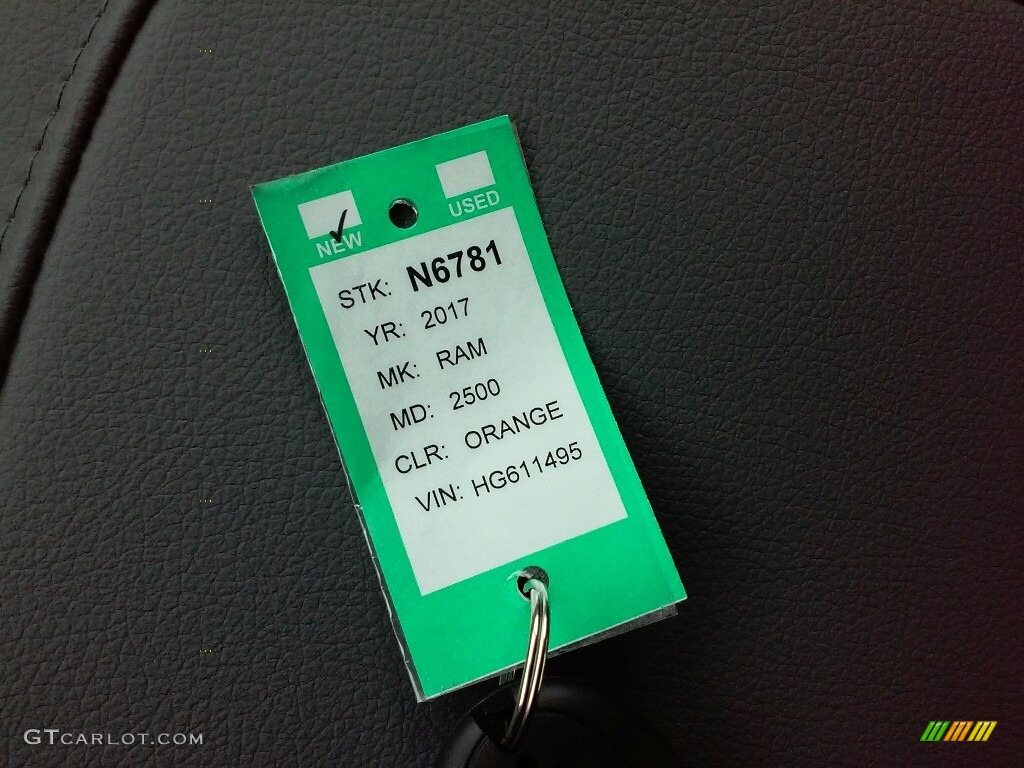 NEW USED
STK: N6781
YR: 2017
MK: RAM
MD: 2500
CLR: ORANGE
VIN: HG611495
GTCARLOT.COM